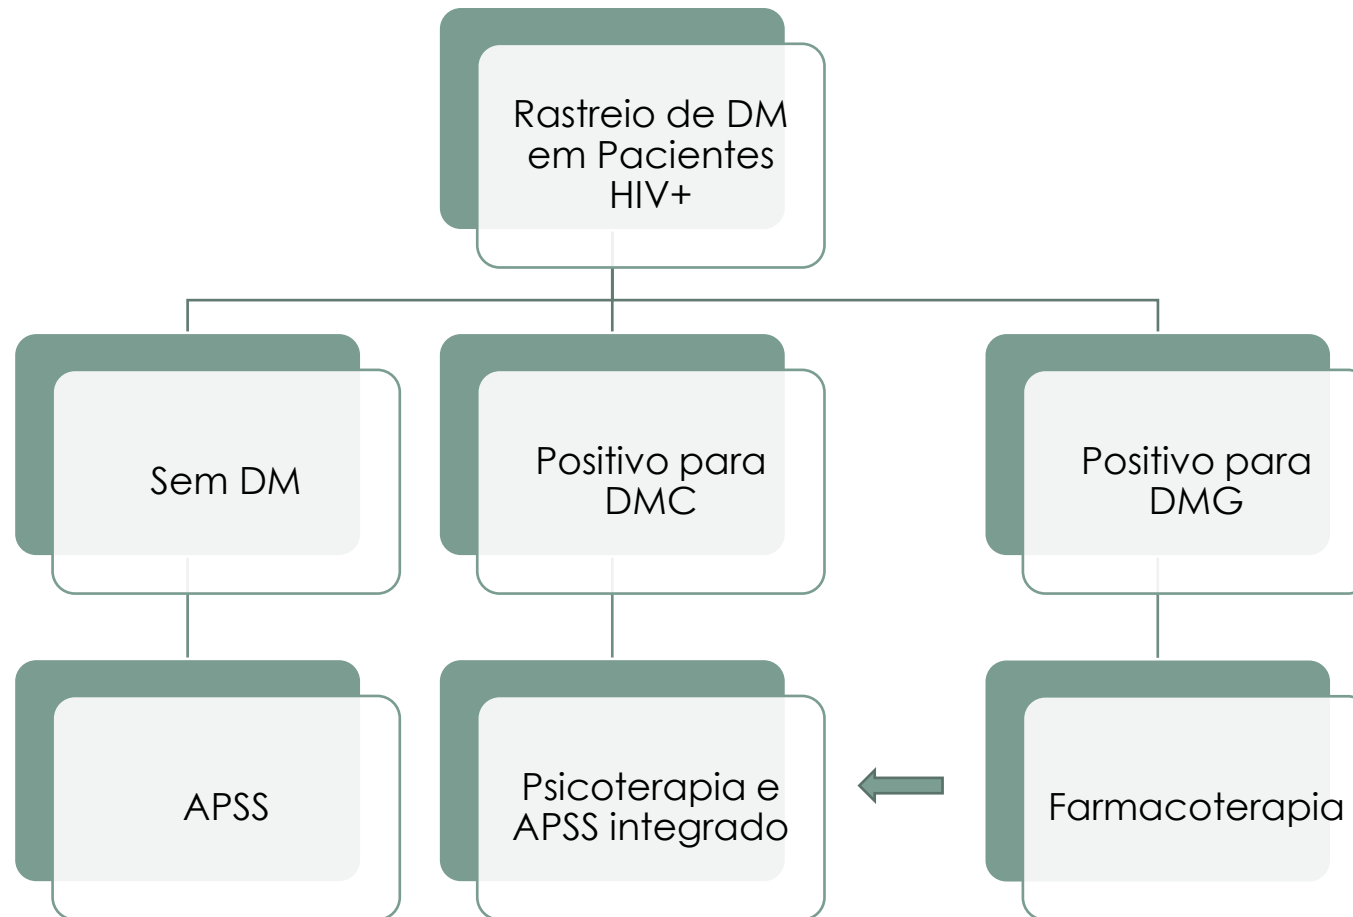 Rastreio de DM
em Pacientes
HIV+
Sem DM
Positivo para
DMC
Positivo para
DMG
APSS
Psicoterapia e
APSS integrado
Farmacoterapia